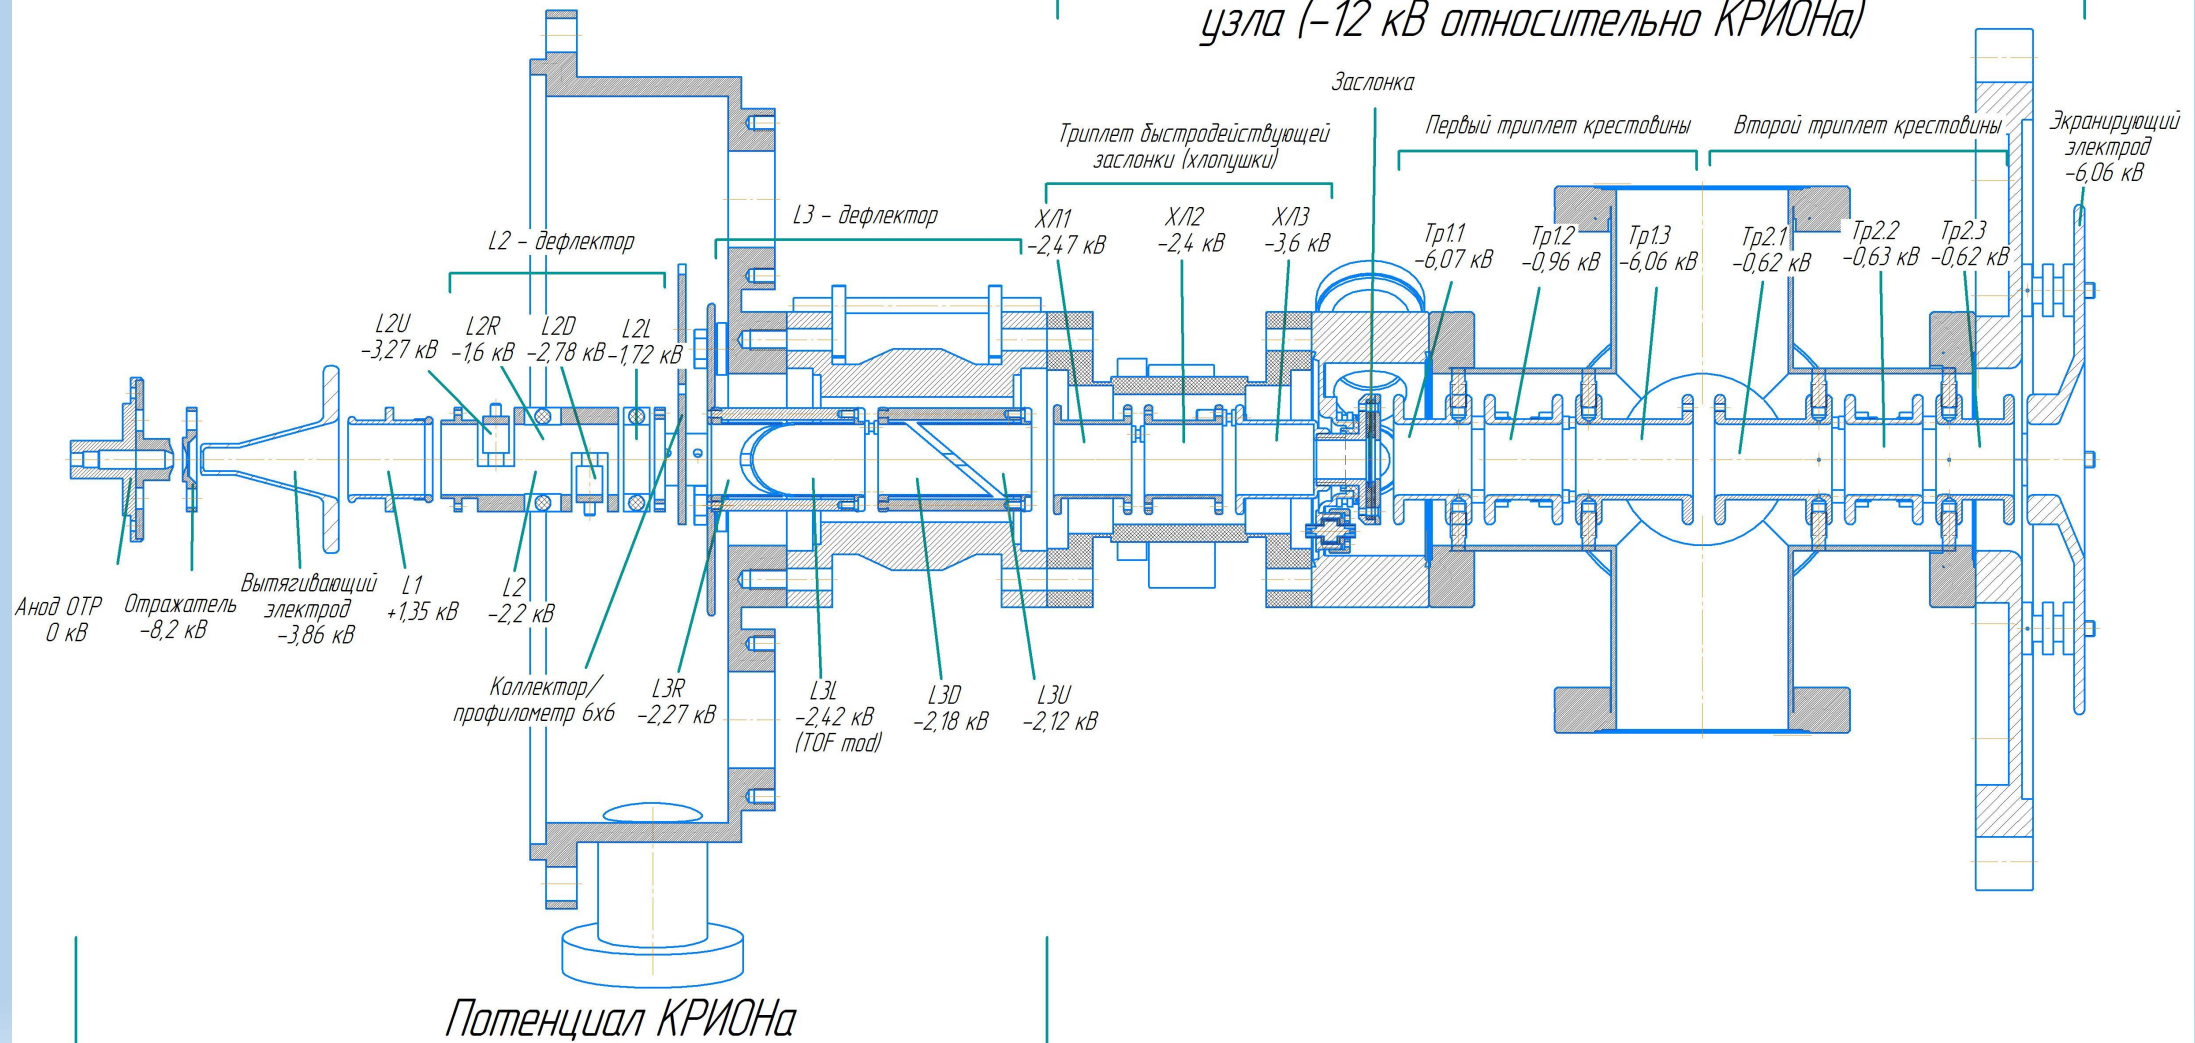 узла (-12 кВ относительно КРИОНа)
Заслонка
Триплет быстродействующей
заслонки (хлопушки)
Первый триплет крестовины
Второй триплет крестовины
Экранирующий
электрод
-6,06 кВ
L2 - дефлектор
L3 - дефлектор
ХЛ1
-2,47 кВ
ХЛ2
-2,4 кВ
ХЛ3
-3,6 кВ
Тр1.1
-6,07 кВ
Тр1.2
-0,96 кВ
Тр1.3
-6,06 кВ
Тр2.1
-0,62 кВ
Тр2.2
-0,63 кВ
Тр2.3
-0,62 кВ
L2U
-3,27 кВ
L2R
-1,6 кВ
L2D
-2,78 кВ
L2L
-1,72 кВ
Анод ОТР
0 кВ
Отражатель
-8,2 кВ
Вытягивающий
электрод
-3,86 кВ
L1
+1,35 кВ
L2
-2,2 кВ
Коллектор/
профилометр 6х6
L3R
-2,27 кВ
L3L
-2,42 кВ
(TOF mod)
L3D
-2,18 кВ
L3U
-2,12 кВ
Потенциал КРИОНа